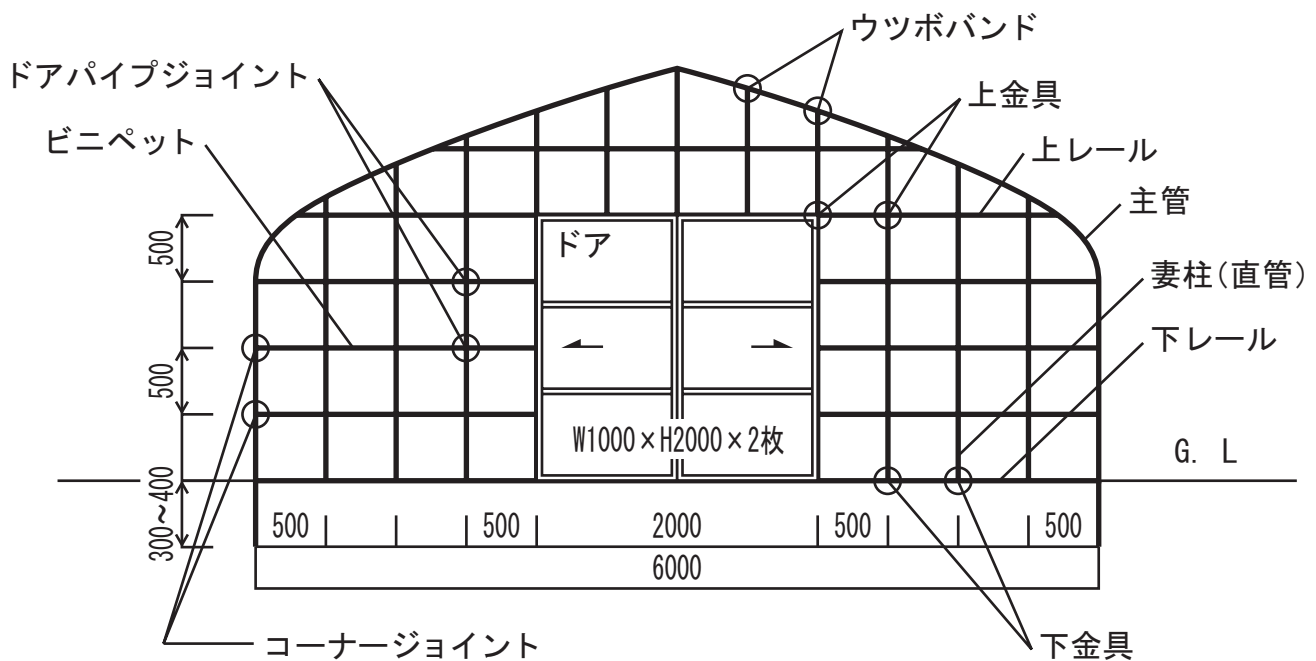 ウツボバンド
ドアパイプジョイント
上金具
ビニペット
上レール
主管
500
ドア
妻柱(直管)
下レール
500
W1000×H2000×2枚
G. L
300~400
500
500
2000
500
500
6000
コーナージョイント
下金具